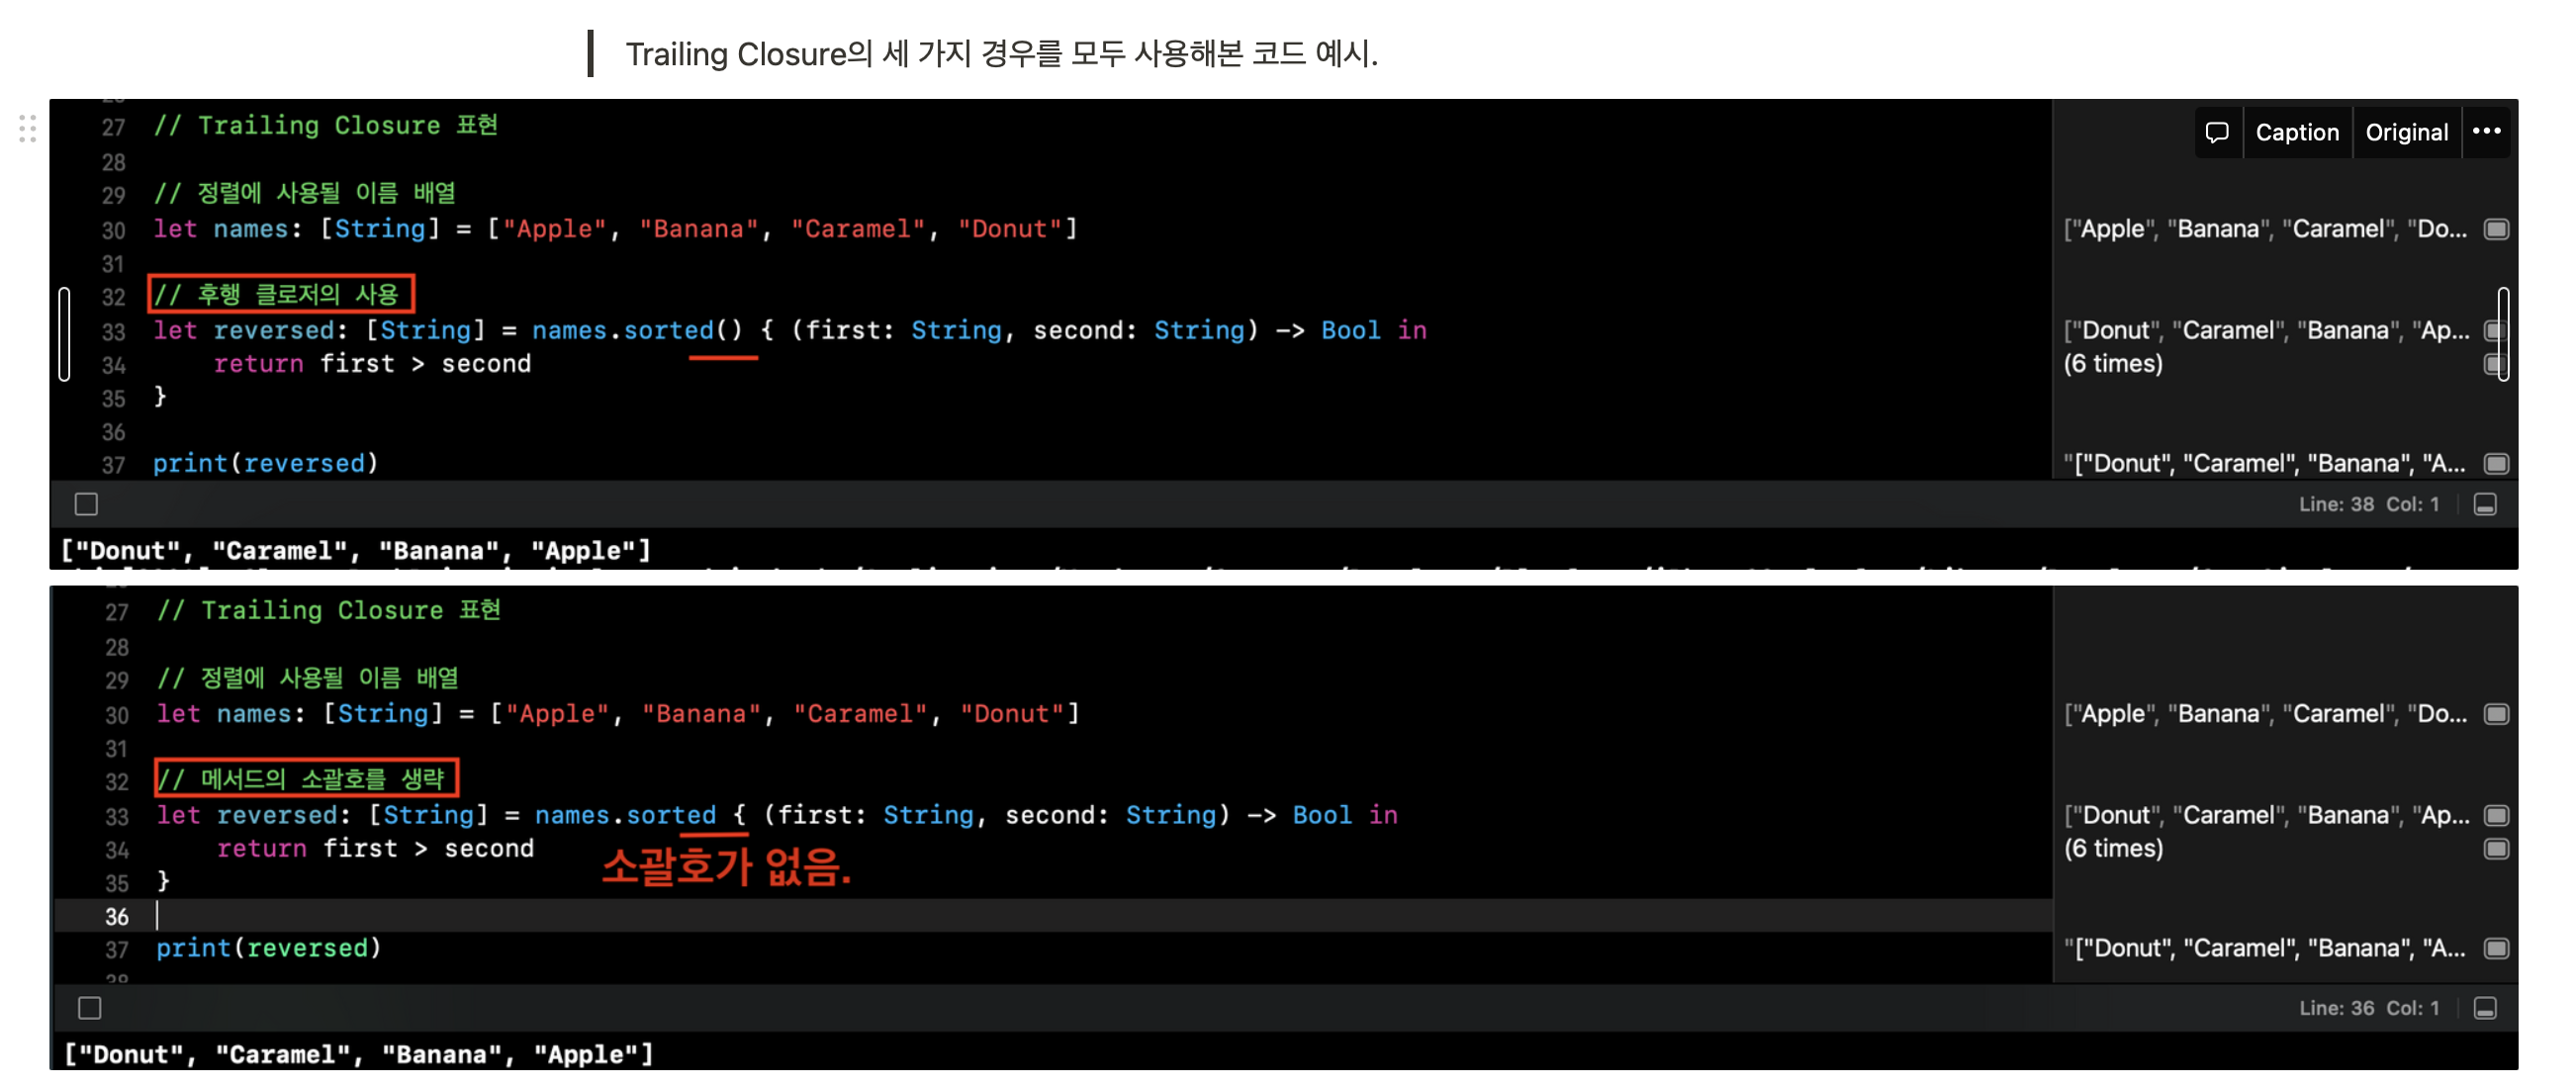 Trailing Closure의 세 가지 경우를 모두 사용해본 코드 예시.
27 // Trailing Closure 표현
Caption Original •••
28
29 // 정렬에 사용될 이름 배열
30 let names: [String] = ["Apple", "Banana", "Caramel", "Donut"]
["Apple", "Banana", "Caramel", "Do...
31
32 // 후행 클로저의 사용
33 let reversed: [String] = names.sorted() { (first: String, second: String) -> Bool in
["Donut", "Caramel", "Banana", "Ap...
34 return first > second
(6 times)
35 }
36
37 print(reversed)
"["Donut", "Caramel", "Banana", "A...
Line: 38 Col: 1
["Donut", "Caramel", "Banana", "Apple"]
27 // Trailing Closure 표현
28
29 // 정렬에 사용될 이름 배열
30 let names: [String] = ["Apple", "Banana", "Caramel", "Donut"]
["Apple", "Banana", "Caramel", "Do...
31
32 // 메서드의 소괄호를 생략
33 let reversed: [String] = names.sorted { (first: String, second: String) -> Bool in
["Donut", "Caramel", "Banana", "Ap...
34 return first > second
(6 times)
소괄호가 없음.
35 }
36
37 print(reversed)
"["Donut", "Caramel", "Banana", "A...
Line: 36 Col: 1
["Donut", "Caramel", "Banana", "Apple"]